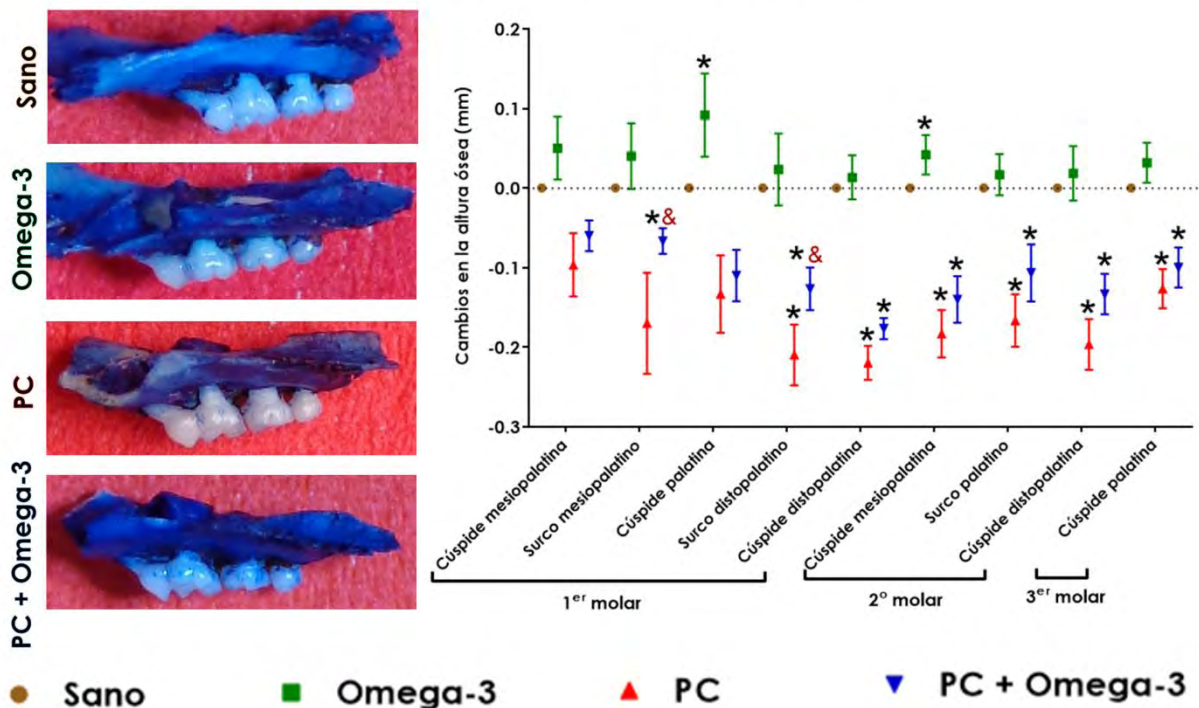 Sano
Omega-3
PC
PC + Omega-3
Cambios en la altura ósea (mm)
0.2
0.1
0.0
-0.1
-0.2
-0.3
*
*
*&
*&
*
*
*
*
*
*
*
*
*
*
*
Cúspide mesiopalatina
Surco mesiopalatino
Cúspide palatina
Surco distopalatino
Cúspide distopalatina
Cúspide mesiopalatina
Surco palatino
Cúspide distopalatina
Cúspide palatina
1er molar
2º molar
3er molar
Sano
Omega-3
PC
PC + Omega-3